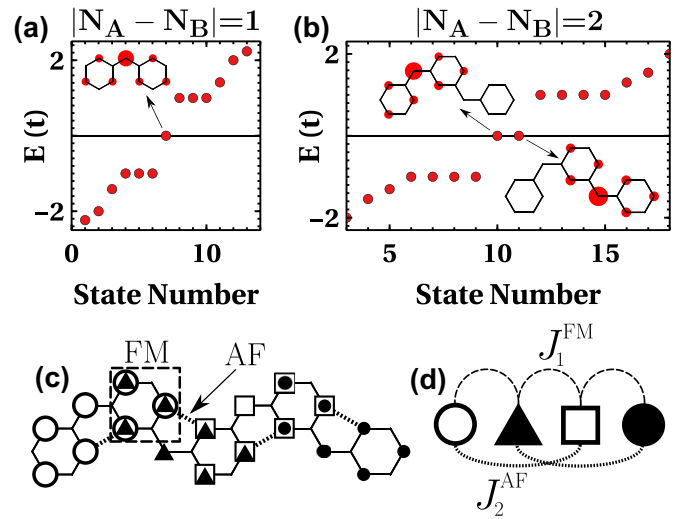 (a) |N_A − N_B|=1
(b) |N_A − N_B|=2
E (t)
2
−2
0 10
State Number
E (t)
2
−2
5 10 15
State Number
(c)
FM
AF
(d)
J_1^FM
J_2^AF